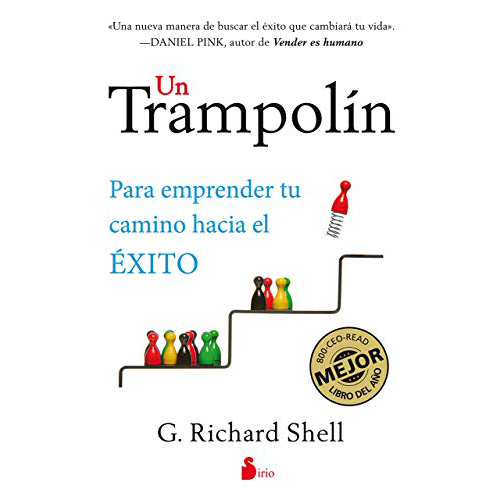 «Una nueva manera de buscar el éxito que cambiará tu vida».
—DANIEL PINK, autor de Vender es humano
Un
Trampolín
Para emprender tu
camino hacia el
ÉXITO
800-CEO-READ
MEJOR
LIBRO DEL AÑO
G. Richard Shell
Sirio